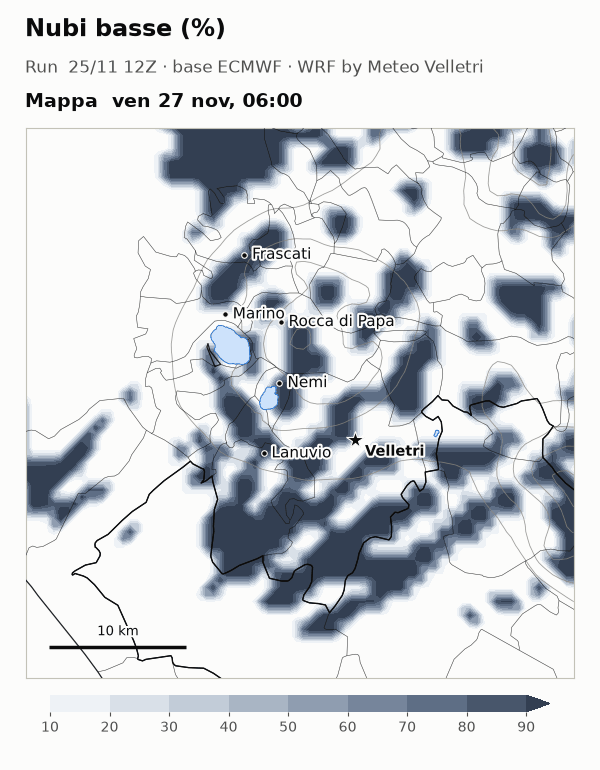 Nubi basse (%)
Run  25/11 12Z · base ECMWF · WRF by Meteo Velletri
Mappa  ven 27 nov, 06:00
Frascati
Marino
Rocca di Papa
Nemi
Velletri
Lanuvio
10 km
10 20 30 40 50 60 70 80 90